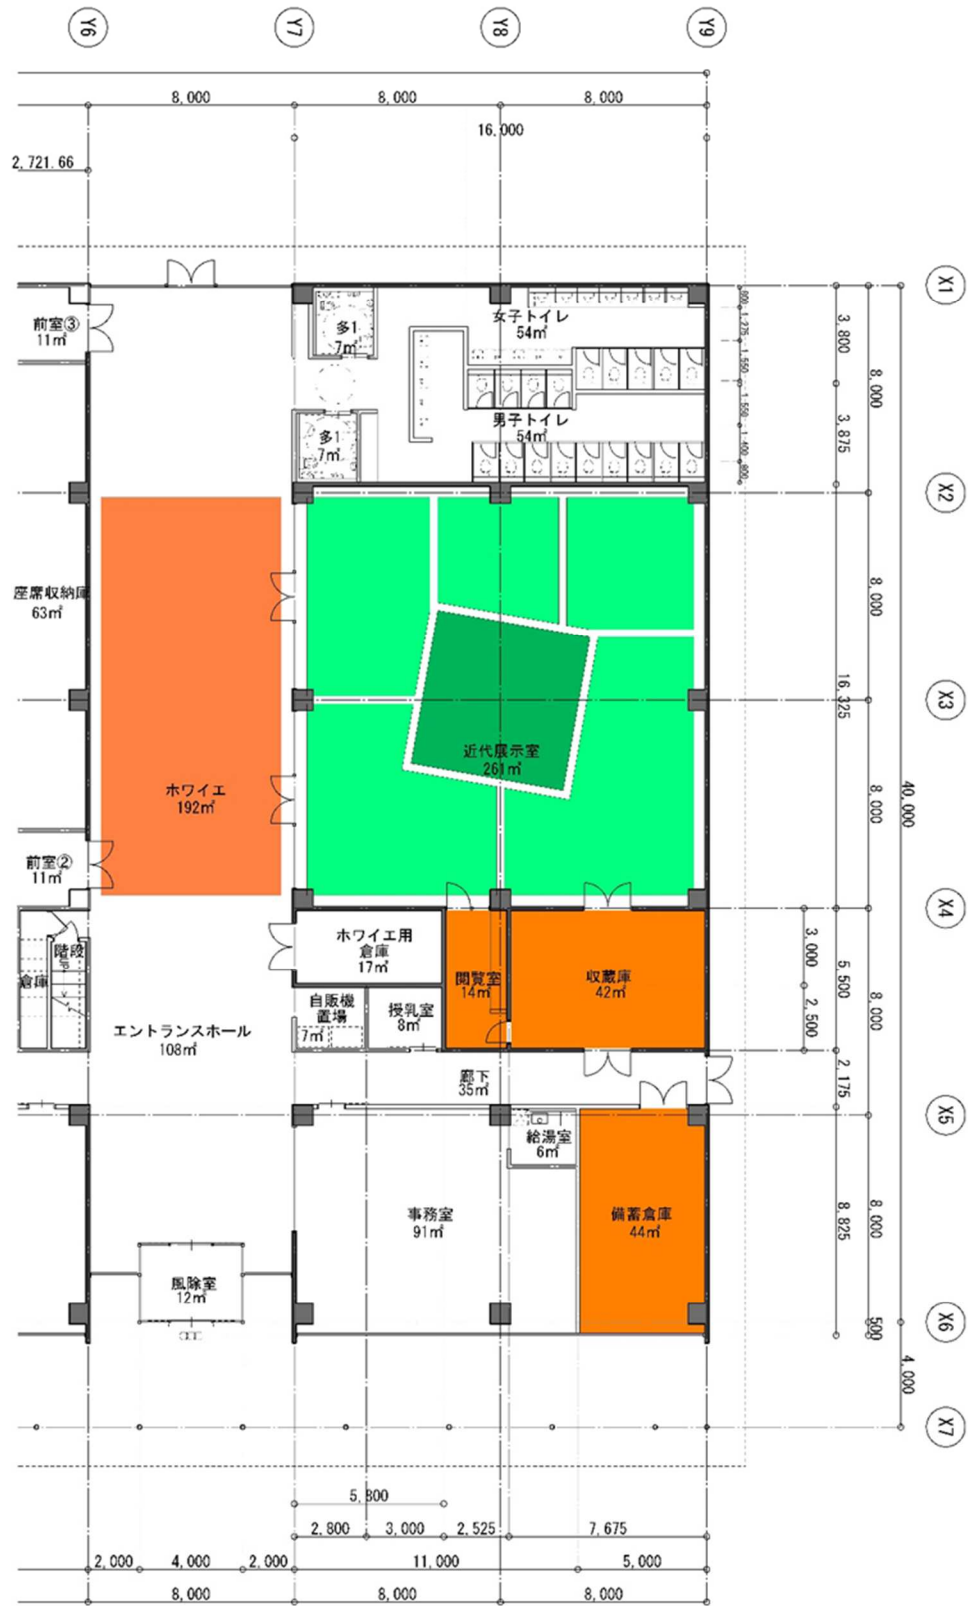 Y6
Y7
Y8
Y9
8,000
8,000
8,000
16,000
2,721.66
X1
前室③
11㎡
多1
7㎡
女子トイレ
54㎡
3,800
8,000
男子トイレ
54㎡
多1
7㎡
3,875
X2
座席収納庫
63㎡
8,000
X3
16,325
近代展示室
261㎡
ホワイエ
192㎡
8,000
40,000
前室②
11㎡
X4
階段
倉庫
ホワイエ用
倉庫
17㎡
閲覧室
14㎡
収蔵庫
42㎡
3,000
5,500
8,000
2,500
自販機
置場
7㎡
授乳室
8㎡
エントランスホール
108㎡
廊下
35㎡
2,175
X5
給湯室
6㎡
事務室
91㎡
備蓄倉庫
44㎡
8,825
8,000
風除室
12㎡
X6
500
4,000
X7
5,800
2,800
3,000
2,525
7,675
2,000
4,000
2,000
11,000
5,000
8,000
8,000
8,000